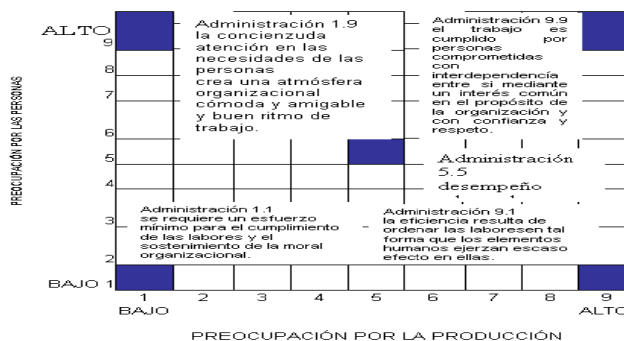 ALTO
9
8
7
6
5
4
3
2
BAJO 1
PREOCUPACIÓN POR LAS PERSONAS
Administración 1.9
la concienzuda
atención en las
necesidades de las
personas
crea una atmósfera
organizacional
cómoda y amigable
y buen ritmo de
trabajo.
Administración 9.9
el trabajo es
cumplido por
personas
comprometidas
con
interdependencía
entre si mediante
un interés común
en el propósito de
la organización y
con confianza y
respeto.
Administración
5.5
desempeño
Administración 1.1
se requiere un esfuerzo
mínimo para el cumplimiento
de las labores y el
sostenimiento de la moral
organizacional.
Administración 9.1
la eficiencia resulta de
ordenar las laboresen tal
forma que los elementos
humanos ejerzan escaso
efecto en ellas.
1 2 3 4 5 6 7 8 9
BAJO ALTO
PREOCUPACIÓN POR LA PRODUCCIÓN